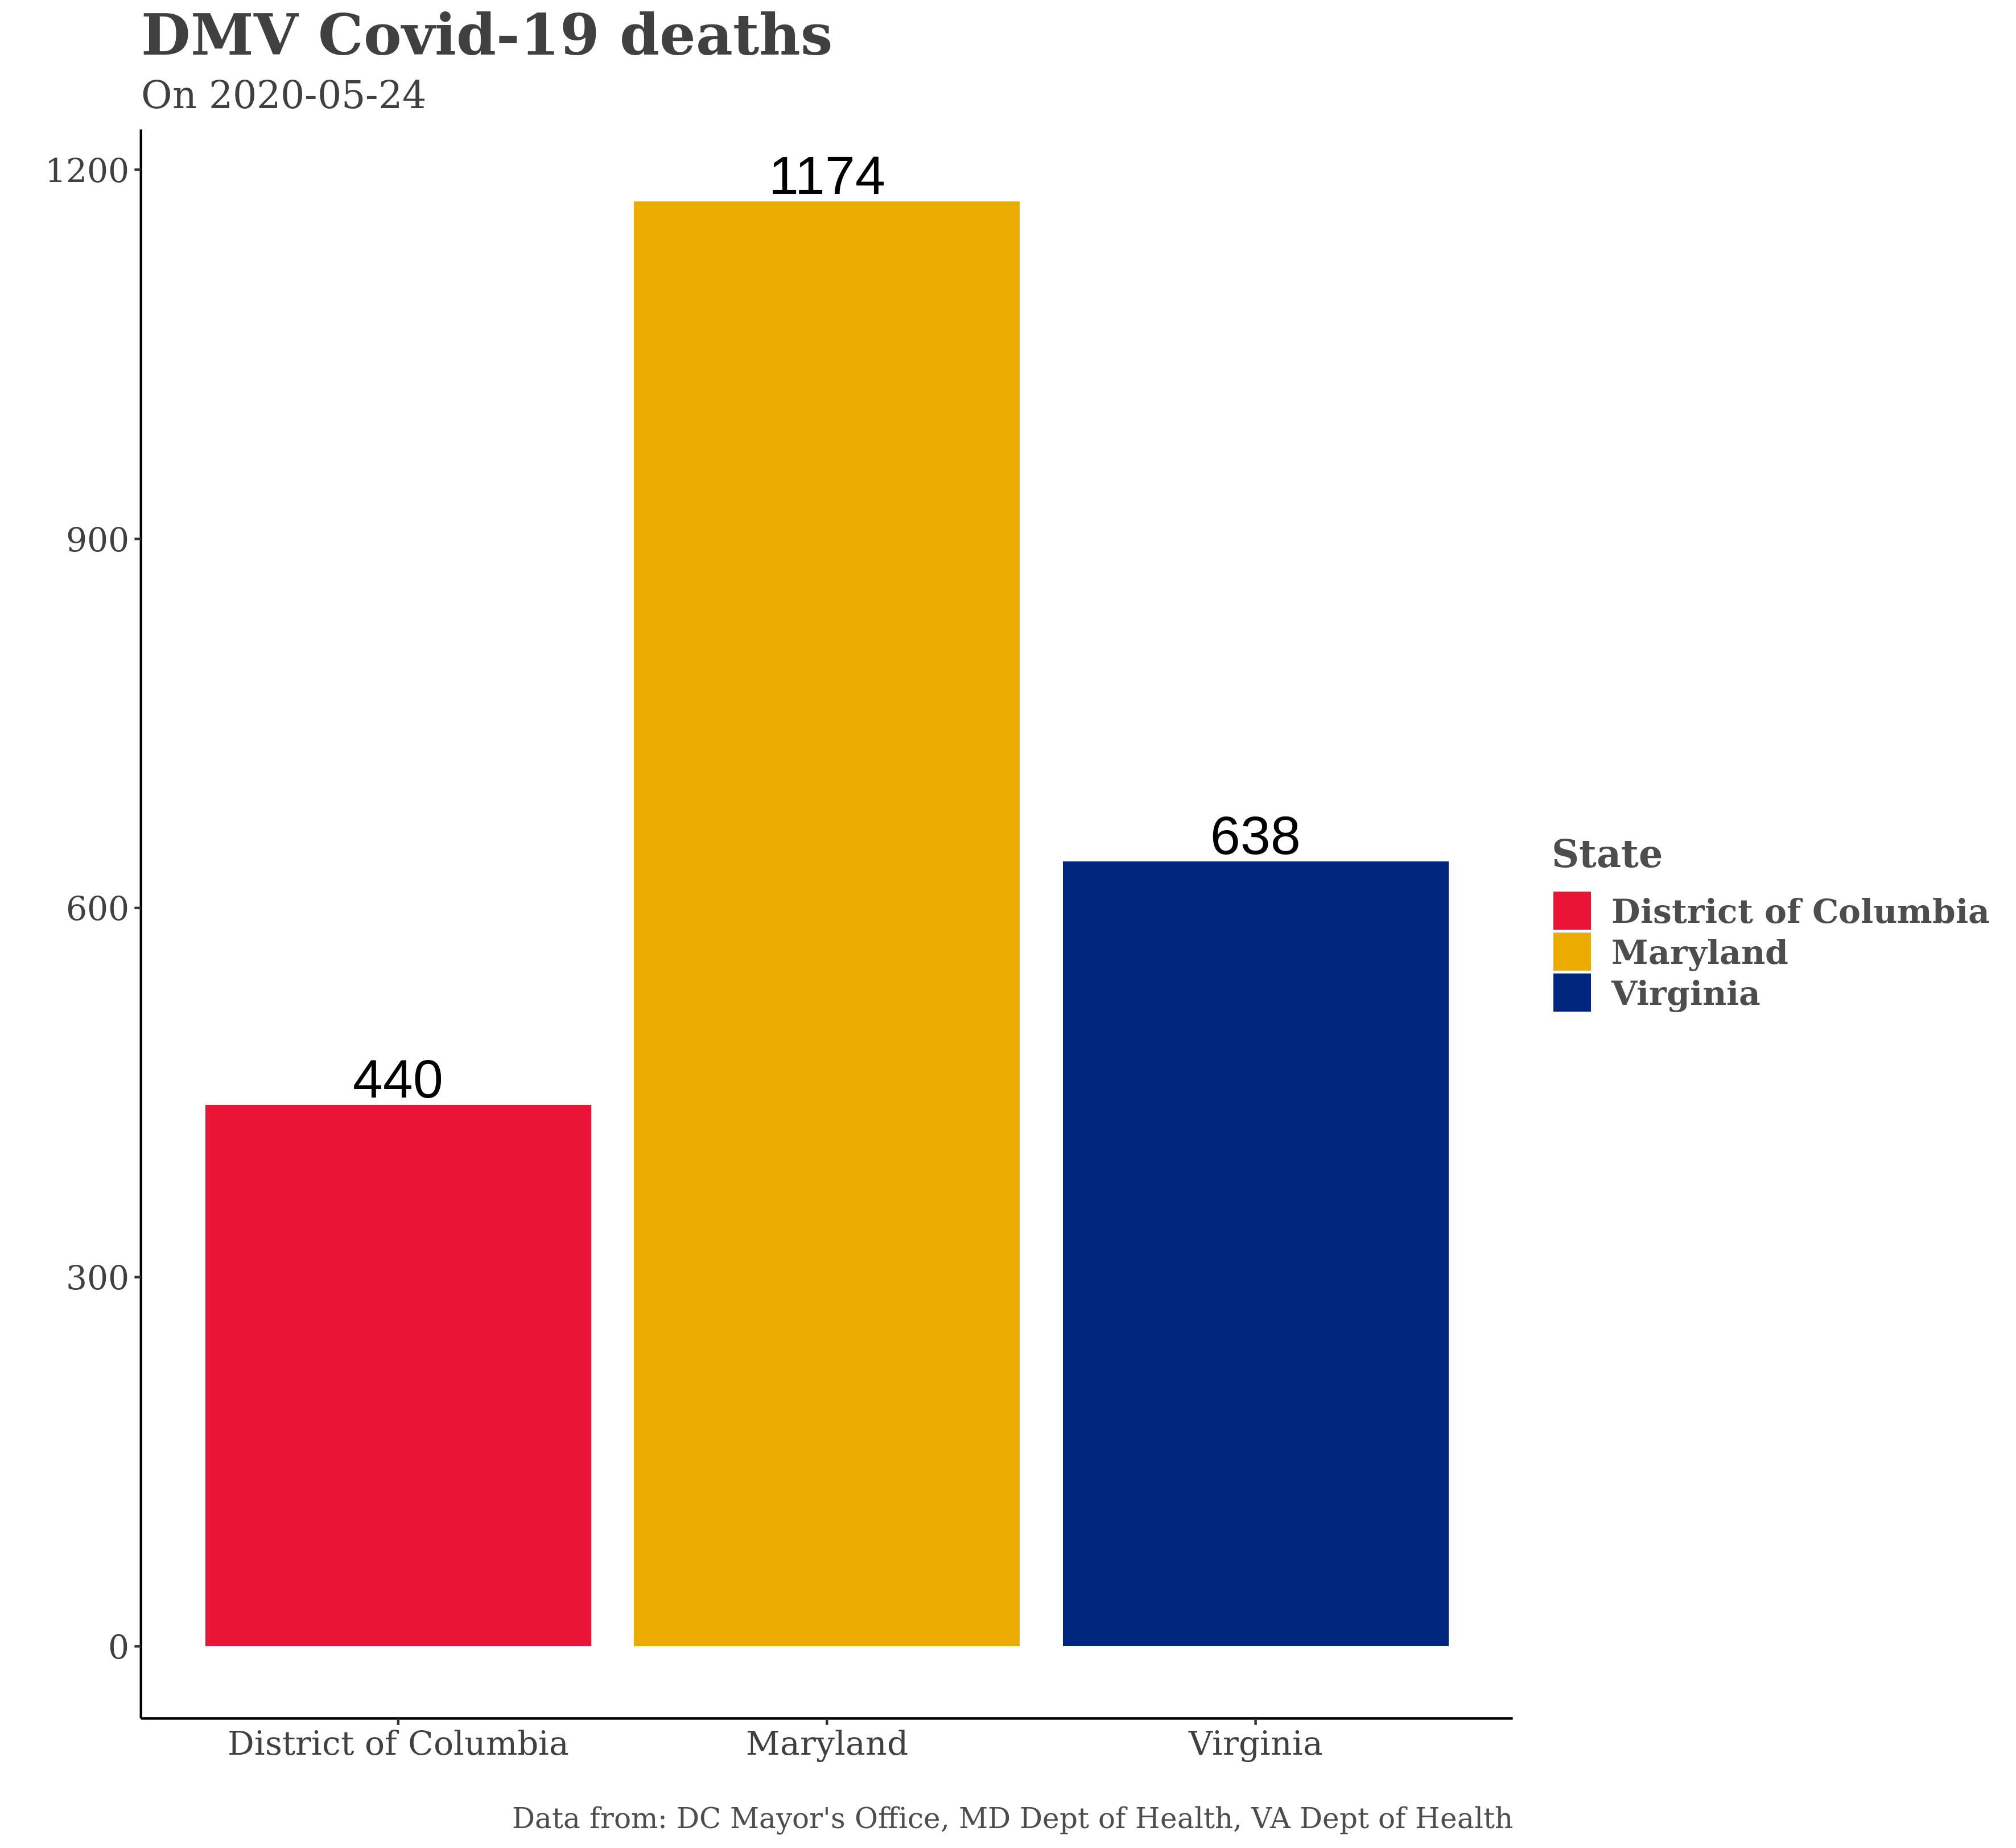 DMV Covid-19 deaths
On 2020-05-24
1200
900
600
300
0
1174
638
440
District of Columbia
Maryland
Virginia
State
District of Columbia
Maryland
Virginia
Data from: DC Mayor's Office, MD Dept of Health, VA Dept of Health